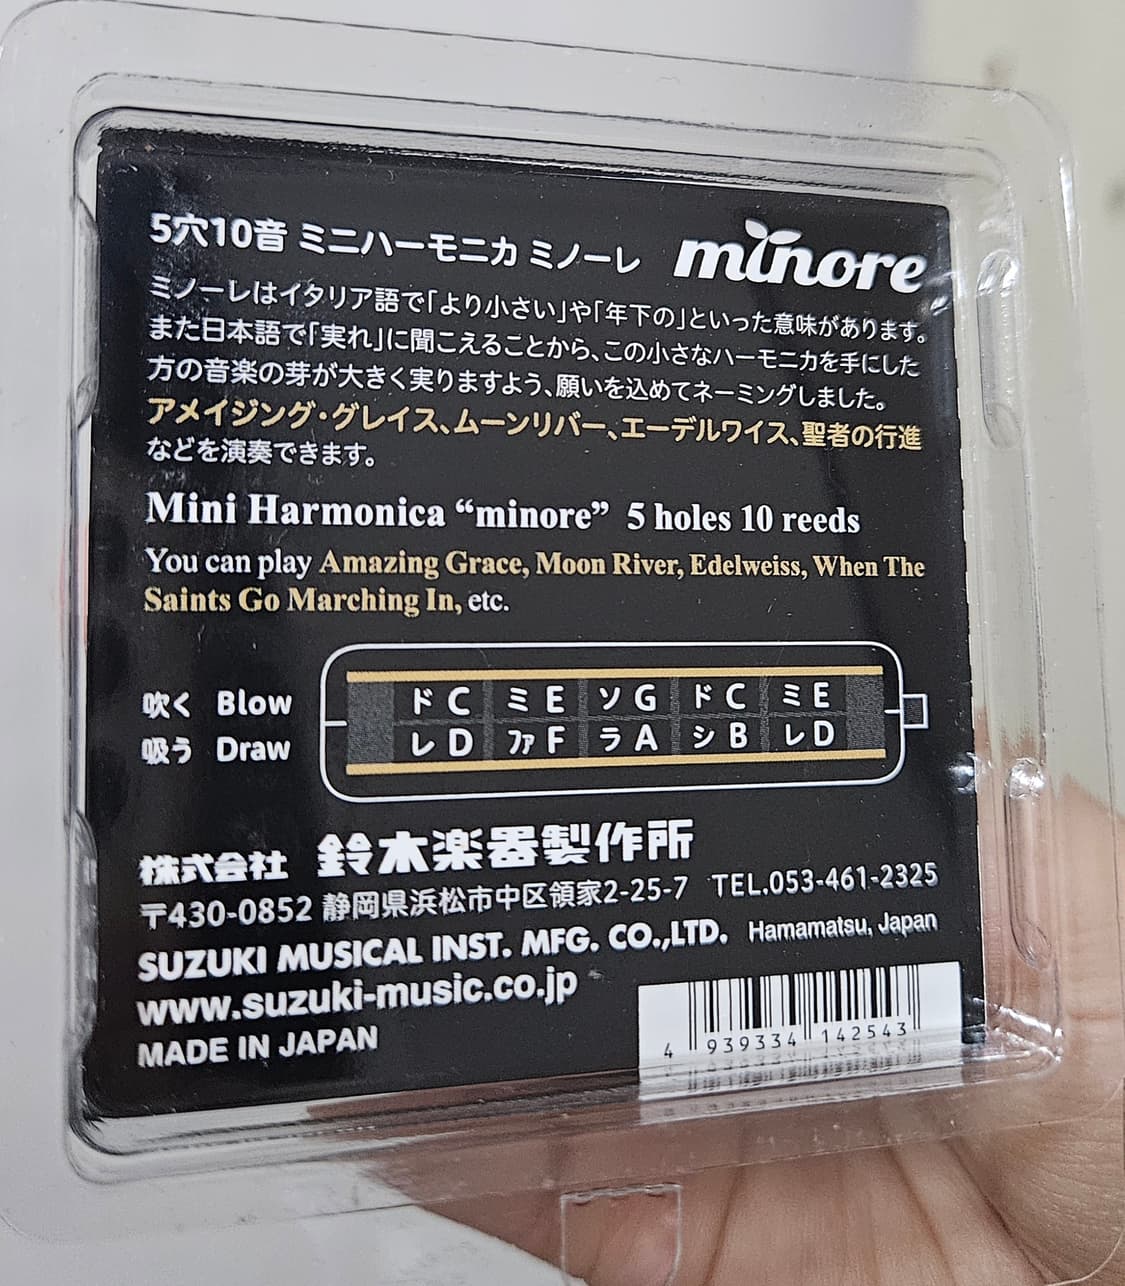 5穴10音 ミニハーモニカ ミノーレ minore
ミノーレはイタリア語で「より小さい」や「年下の」といった意味があります。
また日本語で「実れ」に聞こえることから、この小さなハーモニカを手にした
方の音楽の芽が大きく実りますよう、願いを込めてネーミングしました。
アメイジング・グレイス、ムーンリバー、エーデルワイス、聖者の行進
などを演奏できます。
Mini Harmonica “minore” 5 holes 10 reeds
You can play Amazing Grace, Moon River, Edelweiss, When The
Saints Go Marching In, etc.
吹く Blow ド C ミ E ソ G ド C ミ E
吸う Draw レ D ファ F ラ A シ B レ D
株式会社 鈴木楽器製作所
〒430-0852 静岡県浜松市中区領家2-25-7 TEL.053-461-2325
SUZUKI MUSICAL INST. MFG. CO.,LTD. Hamamatsu, Japan
www.suzuki-music.co.jp
MADE IN JAPAN
4 939334 142543